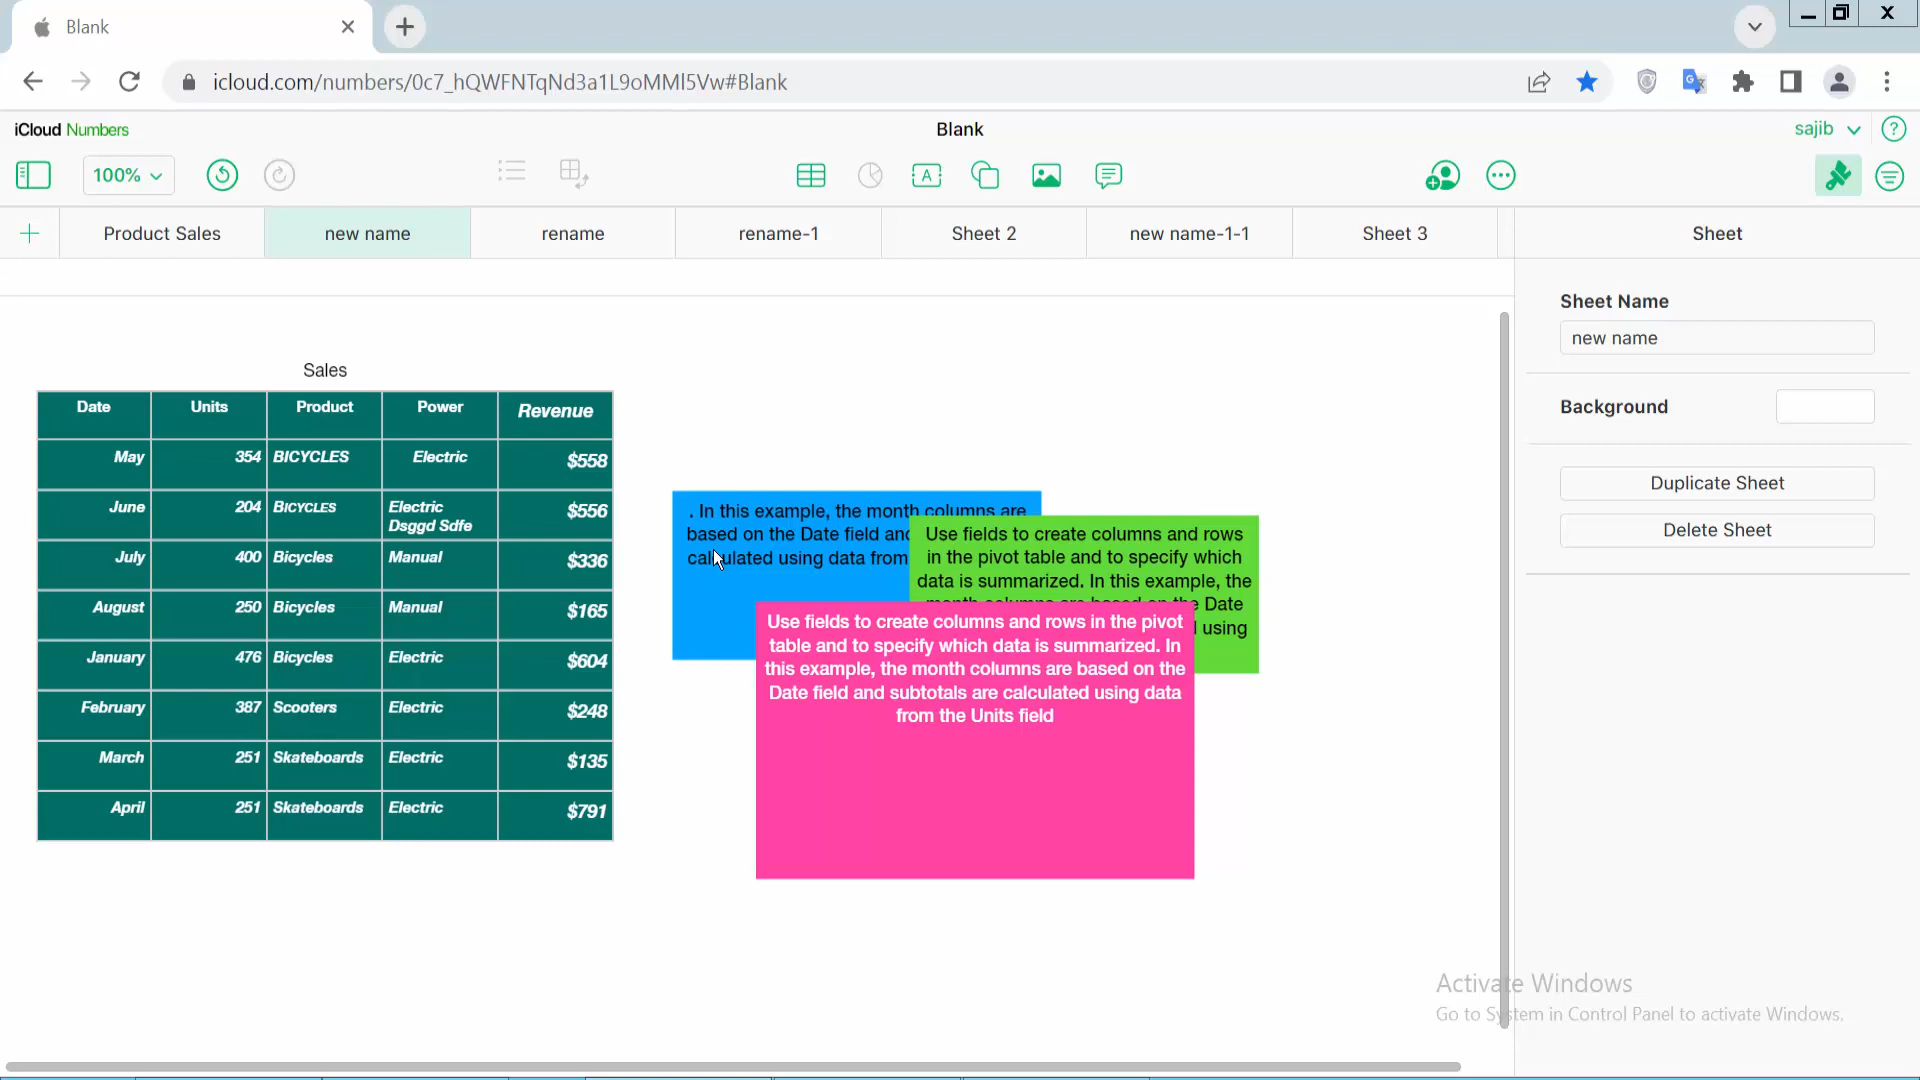 Blank
icloud.com/numbers/0c7_hQWFNTqNd3a1L9oMMl5Vw#Blank
iCloud Numbers
Blank
sajib
100%
Product Sales
new name
rename
rename-1
Sheet 2
new name-1-1
Sheet 3
Sheet
Sheet Name
new name
Background
Duplicate Sheet
Delete Sheet
Sales
Date Units Product Power Revenue
May 354 BICYCLES Electric $558
June 204 BICYCLES Electric Dsggd Sdfe $556
July 400 Bicycles Manual $336
August 250 Bicycles Manual $165
January 476 Bicycles Electric $604
February 387 Scooters Electric $248
March 251 Skateboards Electric $135
April 251 Skateboards Electric $791
. In this example, the month columns are
based on the Date field and
calculated using data from
Use fields to create columns and rows
in the pivot table and to specify which
data is summarized. In this example, the
month columns are based on the Date
using
Use fields to create columns and rows in the pivot
table and to specify which data is summarized. In
this example, the month columns are based on the
Date field and subtotals are calculated using data
from the Units field
Activate Windows
Go to System in Control Panel to activate Windows.